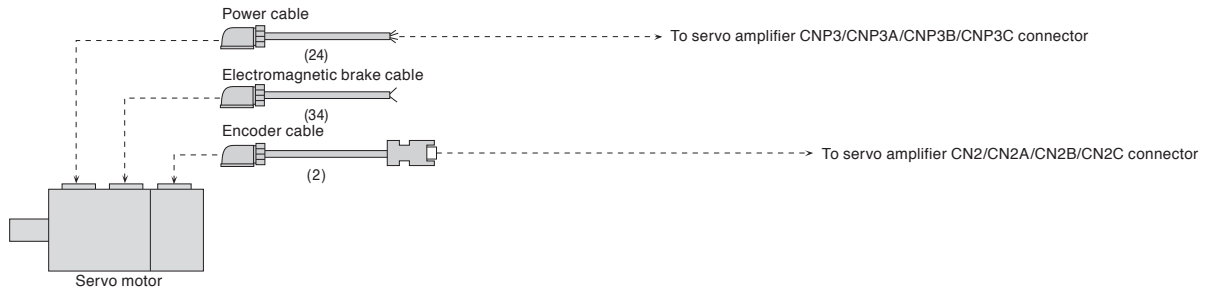 Power cable
To servo amplifier CNP3/CNP3A/CNP3B/CNP3C connector
(24)
Electromagnetic brake cable
(34)
Encoder cable
To servo amplifier CN2/CN2A/CN2B/CN2C connector
(2)
Servo motor